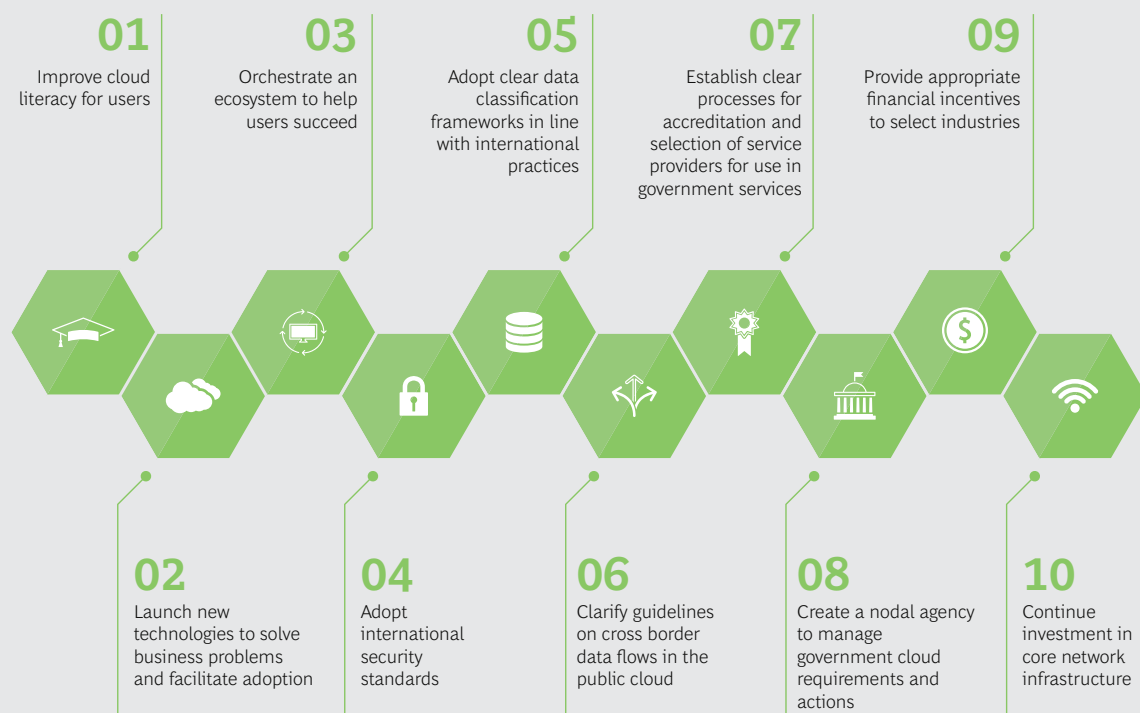 01
Improve cloud
literacy for users
03
Orchestrate an
ecosystem to help
users succeed
05
Adopt clear data
classification
frameworks in line
with international
practices
07
Establish clear
processes for
accreditation and
selection of service
providers for use in
government services
09
Provide appropriate
financial incentives
to select industries
$
02
Launch new
technologies to solve
business problems
and facilitate adoption
04
Adopt
international
security
standards
06
Clarify guidelines
on cross border
data flows in the
public cloud
08
Create a nodal agency
to manage
government cloud
requirements and
actions
10
Continue
investment in
core network
infrastructure